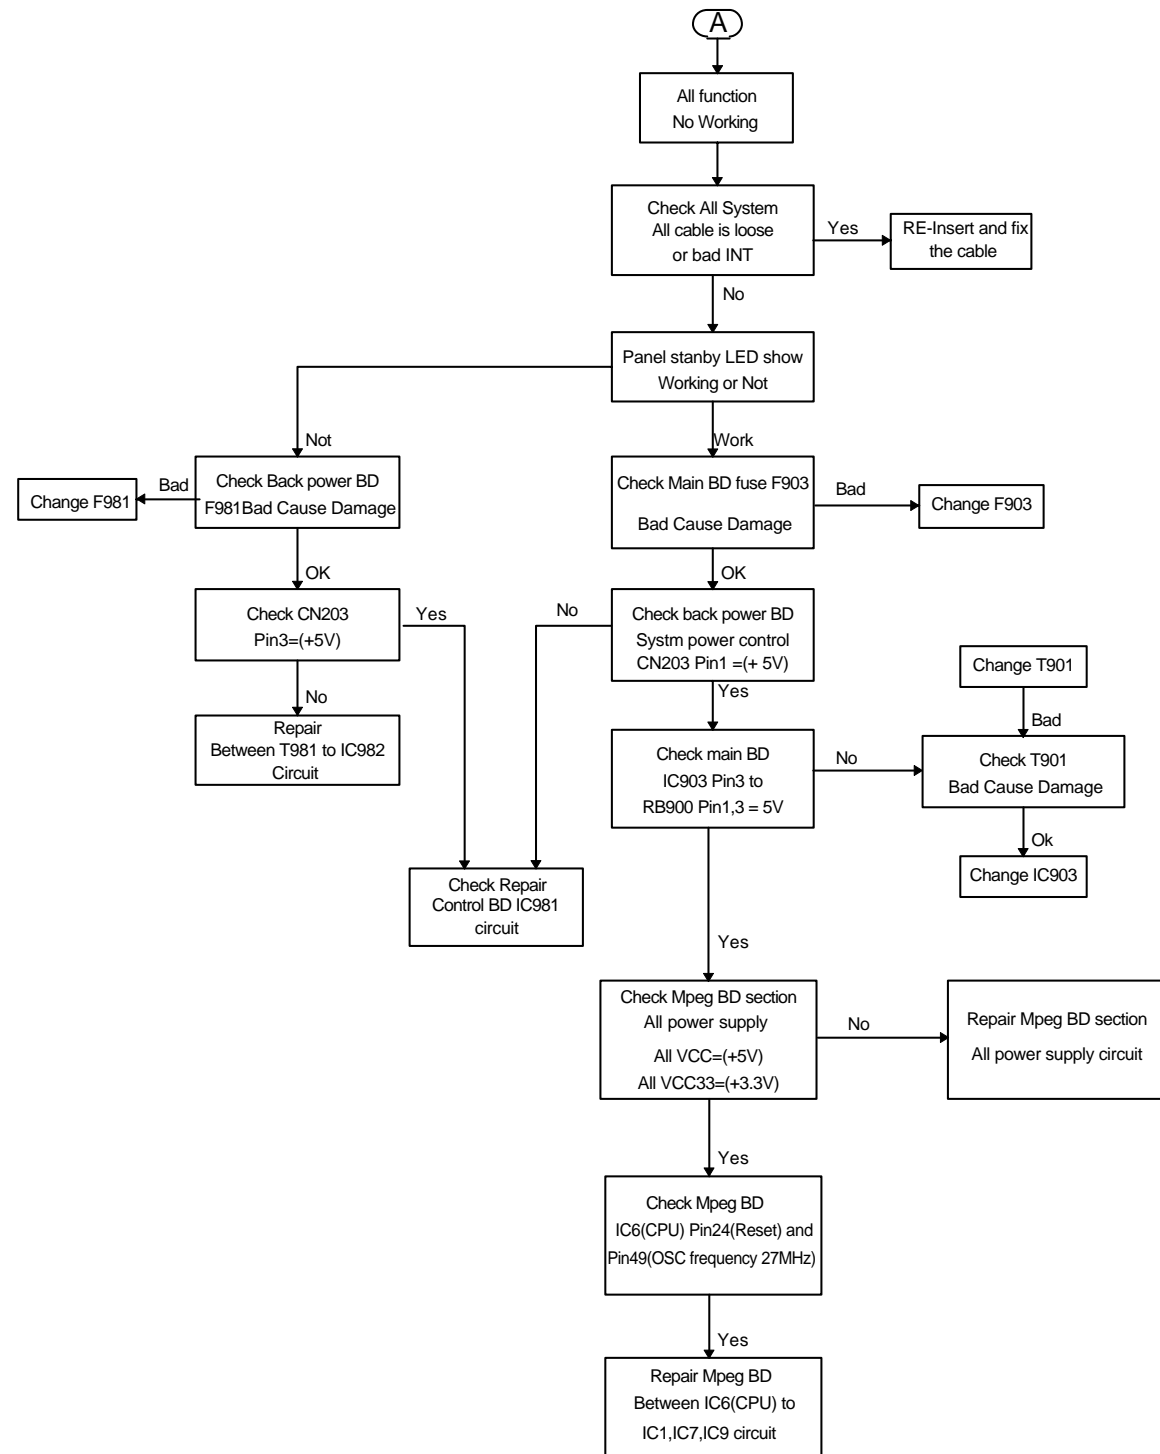 A
All function
No Working
Check All System
All cable is loose
or bad INT
Yes
RE-Insert and fix
the cable
No
Panel stanby LED show
Working or Not
Not
Work
Check Back power BD
F981Bad Cause Damage
Bad
Change F981
Check Main BD fuse F903
Bad Cause Damage
Bad
Change F903
OK
OK
Check CN203
Pin3=(+5V)
Yes
No
Check back power BD
Systm power control
CN203 Pin1 =(+ 5V)
Change T901
No
Yes
Bad
Repair
Between T981 to IC982
Circuit
Check main BD
IC903 Pin3 to
RB900 Pin1,3 = 5V
No
Check T901
Bad Cause Damage
Ok
Change IC903
Check Repair
Control BD IC981
circuit
Yes
Check Mpeg BD section
All power supply
All VCC=(+5V)
All VCC33=(+3.3V)
No
Repair Mpeg BD section
All power supply circuit
Yes
Check Mpeg BD
IC6(CPU) Pin24(Reset) and
Pin49(OSC frequency 27MHz)
Yes
Repair Mpeg BD
Between IC6(CPU) to
IC1,IC7,IC9 circuit